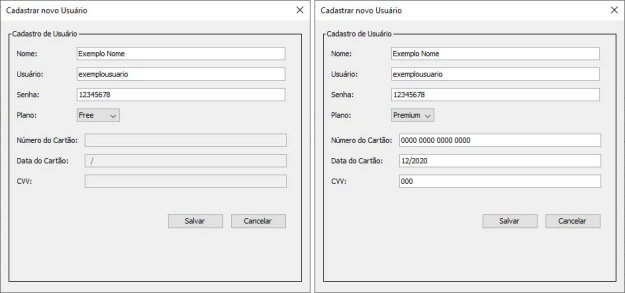 Cadastrar novo Usuário
Cadastro de Usuário
Nome: Exemplo Nome
Usuário: exemplousuario
Senha: 12345678
Plano: Free
Número do Cartão:
Data do Cartão: /
CVV:
Salvar Cancelar
Cadastrar novo Usuário
Cadastro de Usuário
Nome: Exemplo Nome
Usuário: exemplousuario
Senha: 12345678
Plano: Premium
Número do Cartão: 0000 0000 0000 0000
Data do Cartão: 12/2020
CVV: 000
Salvar Cancelar